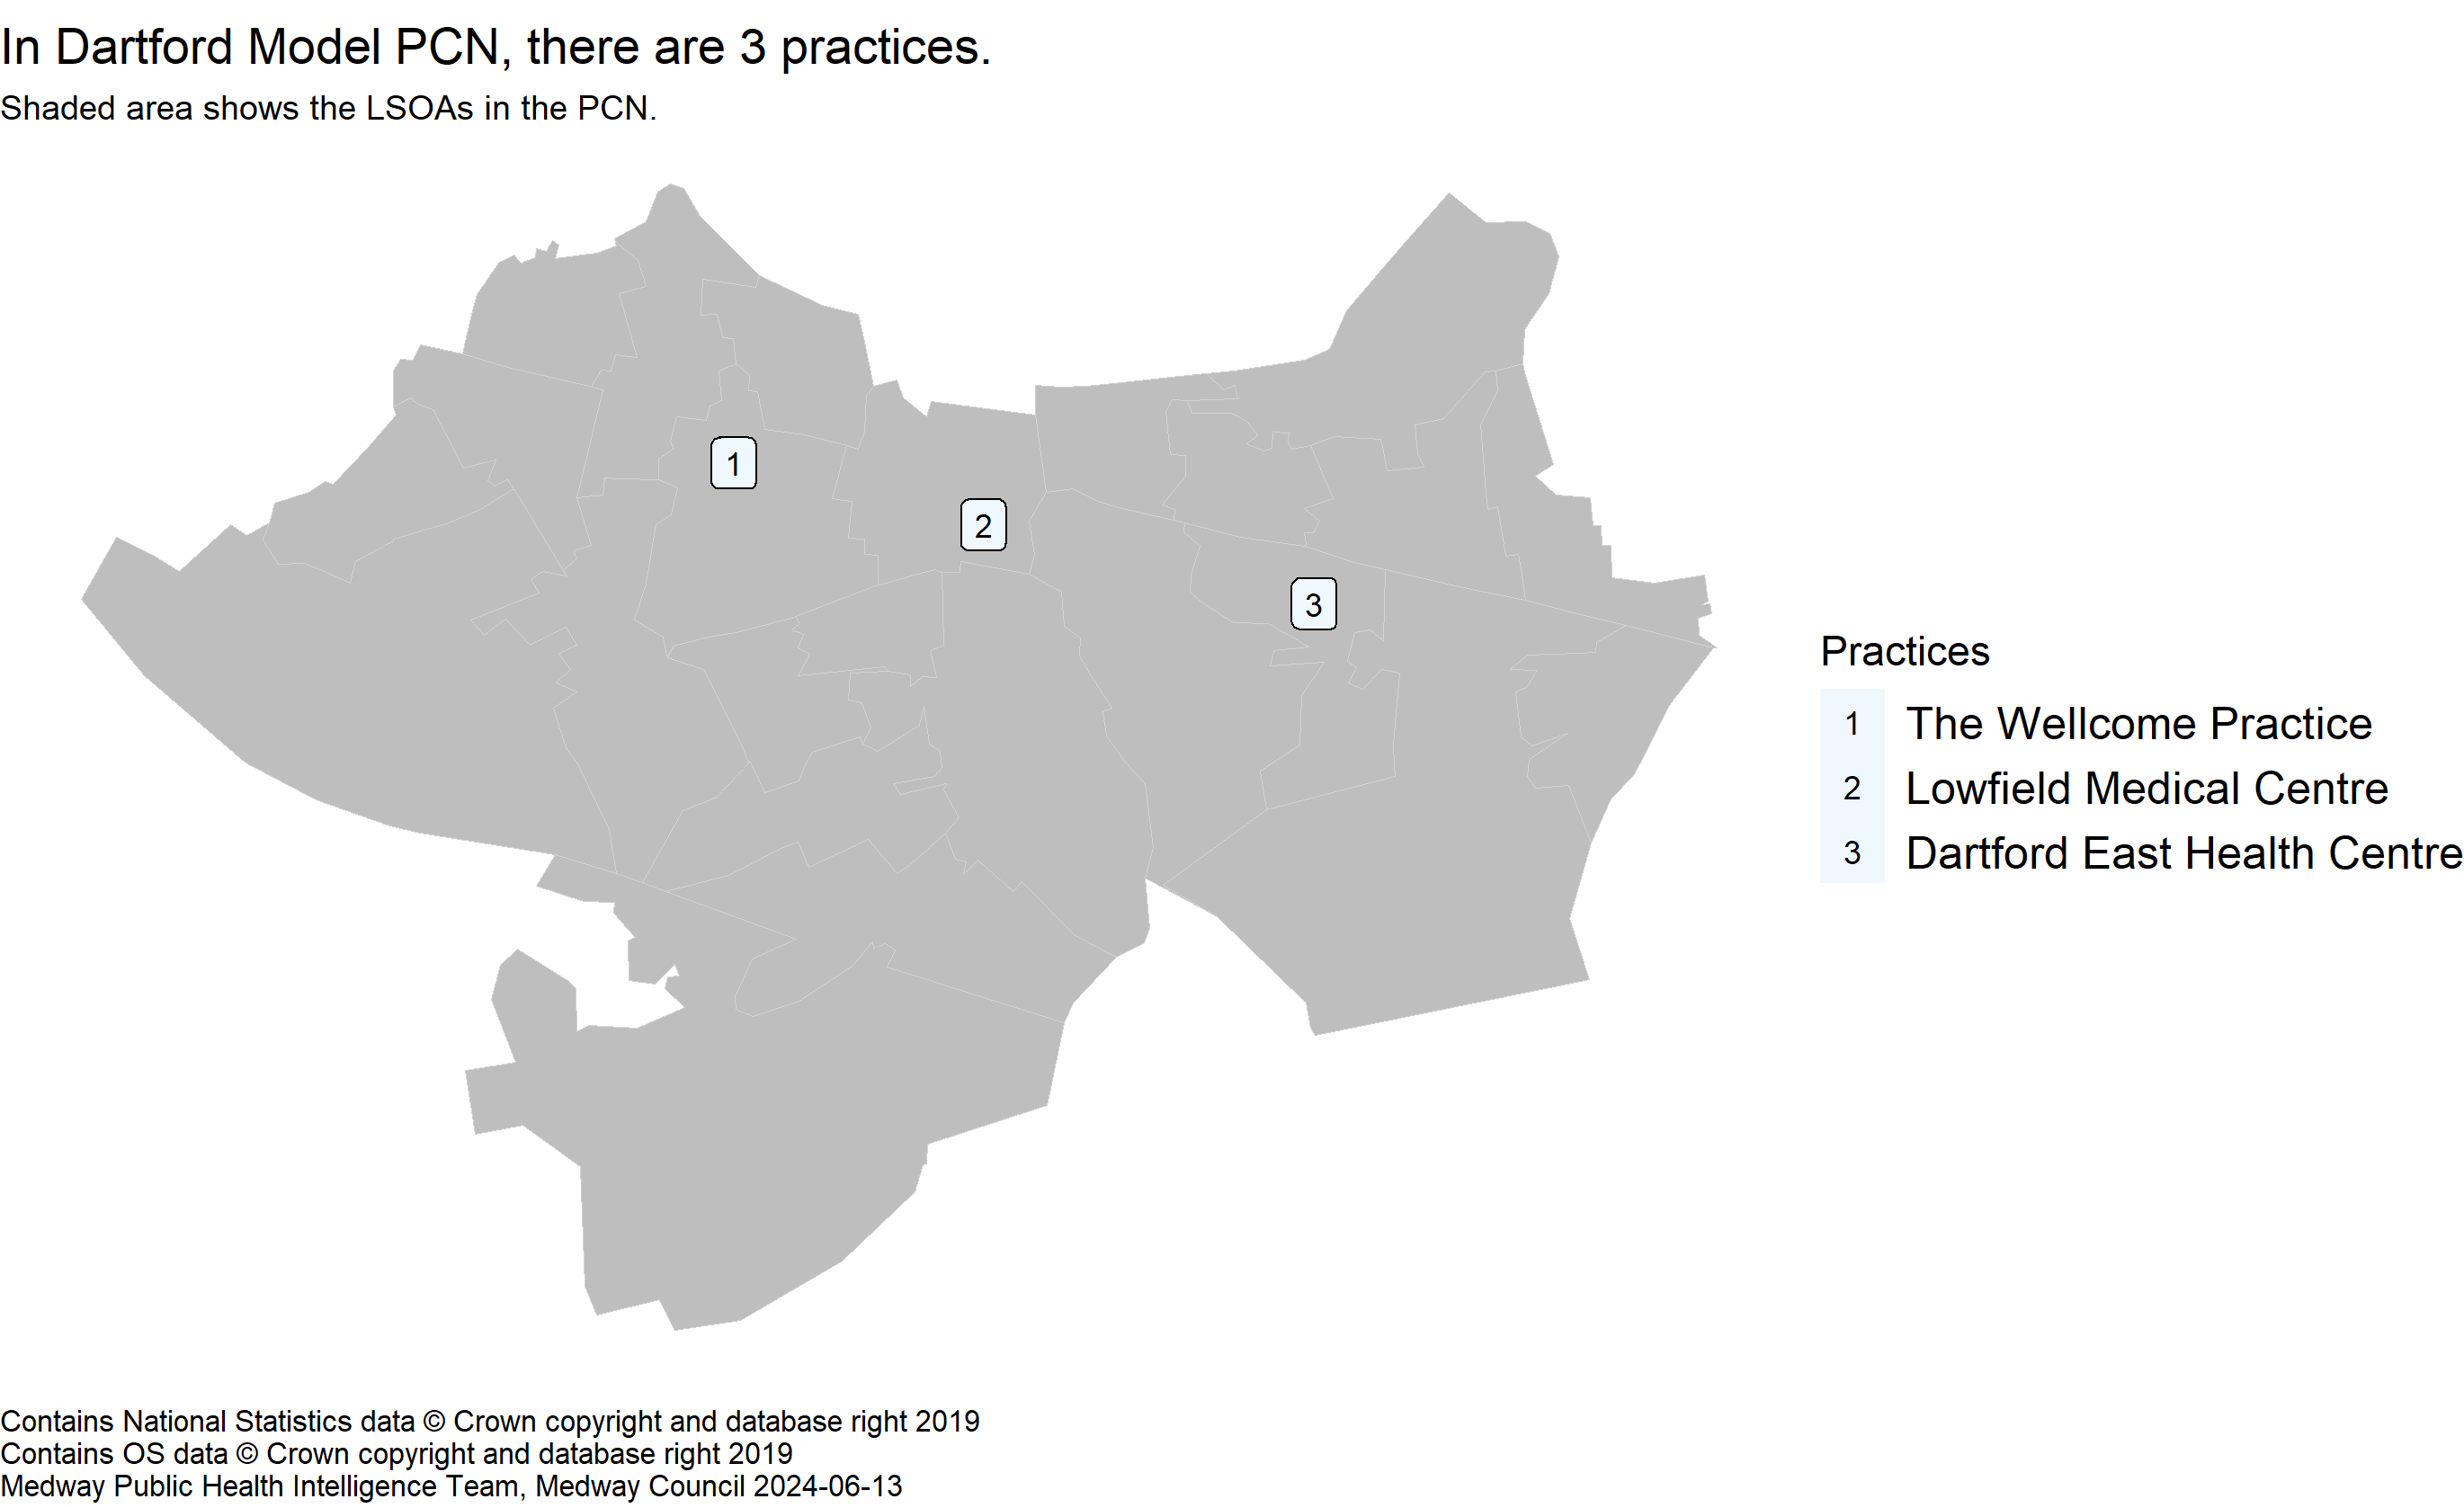 In Dartford Model PCN, there are 3 practices.
Shaded area shows the LSOAs in the PCN.
1
2
3
Practices
1 The Wellcome Practice
2 Lowfield Medical Centre
3 Dartford East Health Centre
Contains National Statistics data © Crown copyright and database right 2019
Contains OS data © Crown copyright and database right 2019
Medway Public Health Intelligence Team, Medway Council 2024-06-13